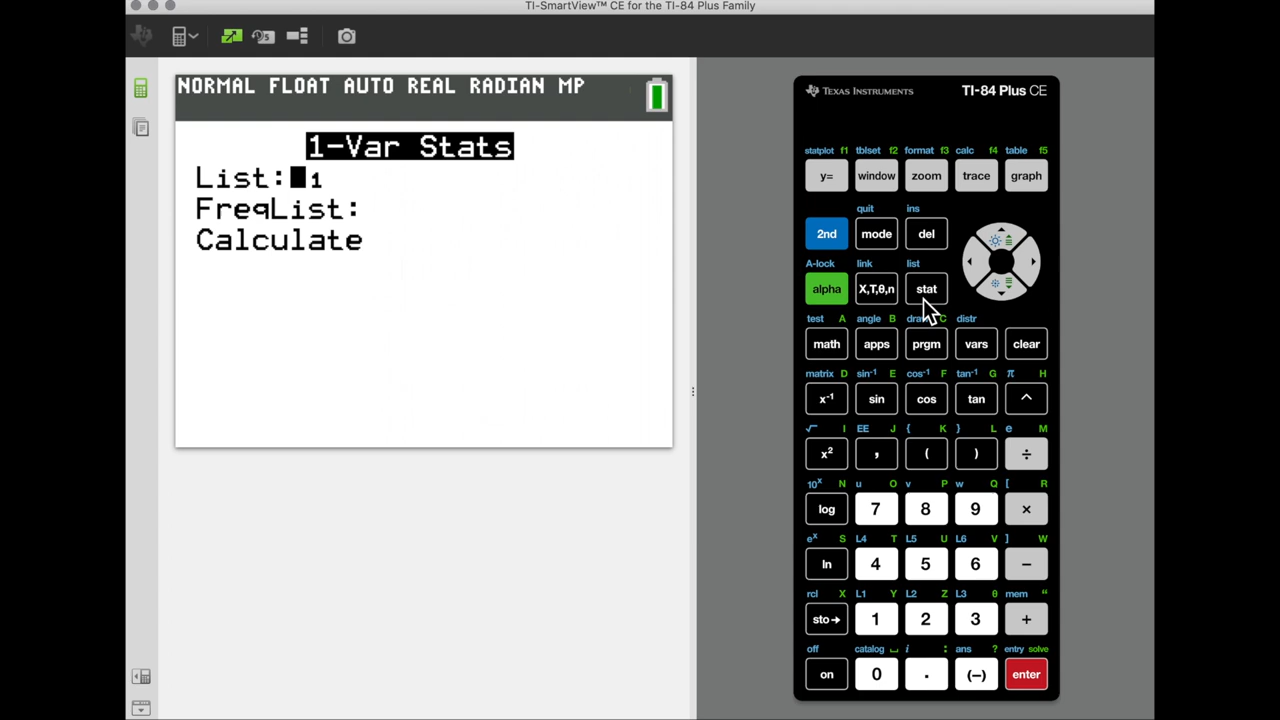 TI-SmartView™ CE for the TI-84 Plus Family
NORMAL FLOAT AUTO REAL RADIAN MP
1-Var Stats
List: 1
FreqList:
Calculate
TEXAS INSTRUMENTS TI-84 Plus CE
statplot f1 tblset f2 format f3 calc f4 table f5
y= window zoom trace graph
quit ins
2nd mode del
A-lock link list
alpha X,T,θ,n stat
test A angle B C distr
math apps prgm vars clear
matrix D sin⁻¹ E cos⁻¹ F tan⁻¹ G π H
x⁻¹ sin cos tan ^
√ I EE J { K } L e M
x² , ( ) ÷
10ˣ N u O v P w Q [ R
log 7 8 9 ×
eˣ S L4 T L5 U L6 V ] W
ln 4 5 6 −
rcl X L1 Y L2 Z L3 θ mem “
sto→ 1 2 3 +
off catalog ␣ i : ans ? entry solve
on 0 . (−) enter